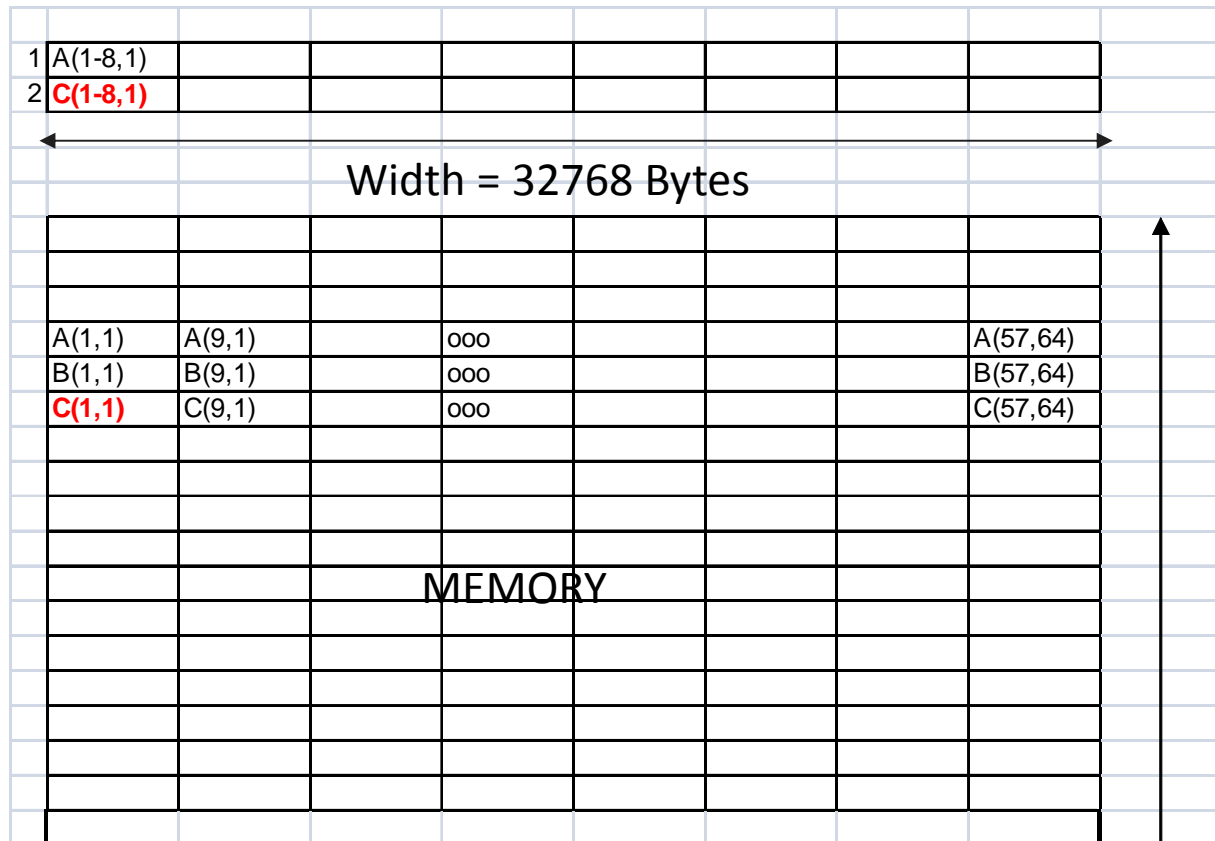 1 A(1-8,1)
2 C(1-8,1)
Width = 32768 Bytes
A(1,1) A(9,1) ooo A(57,64)
B(1,1) B(9,1) ooo B(57,64)
C(1,1) C(9,1) ooo C(57,64)
MEMORY